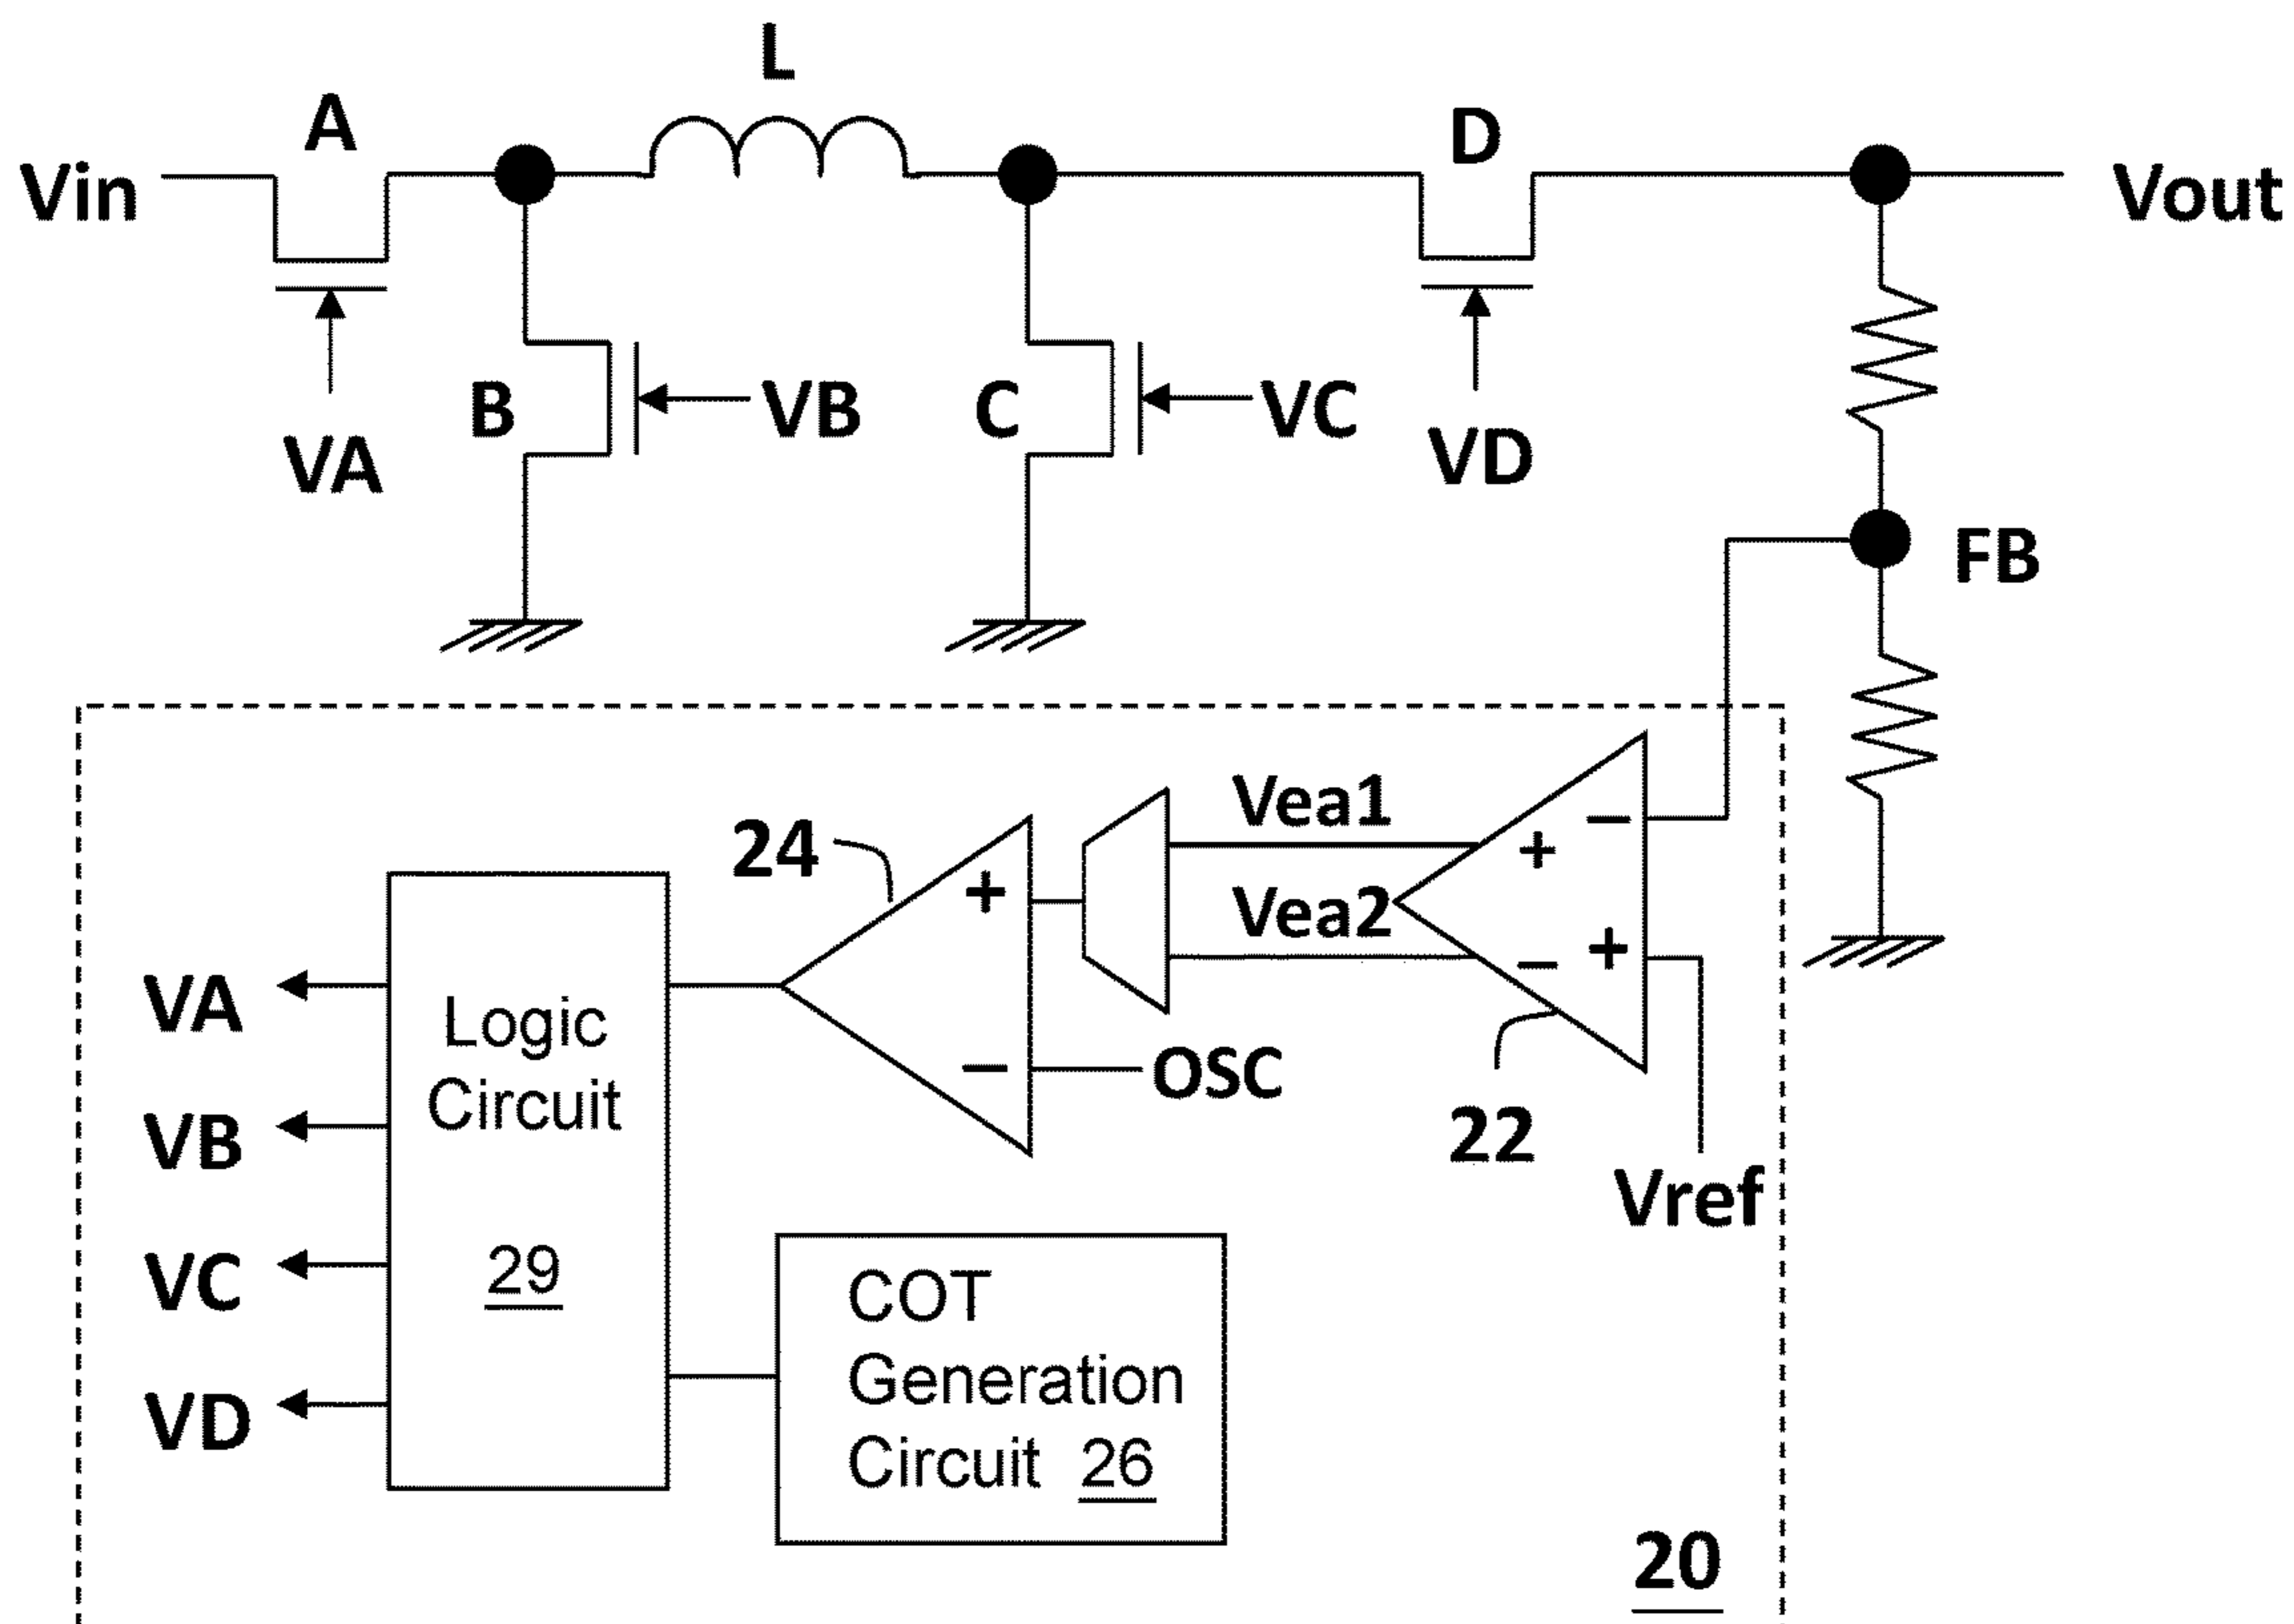 L
A
D
Vin
Vout
B
VB
C
VC
VA
VD
FB
Vea1
24
Vea2
VA
Logic
Circuit
OSC
VB
22
Vref
VC
29
COT
Generation
Circuit 26
VD
20